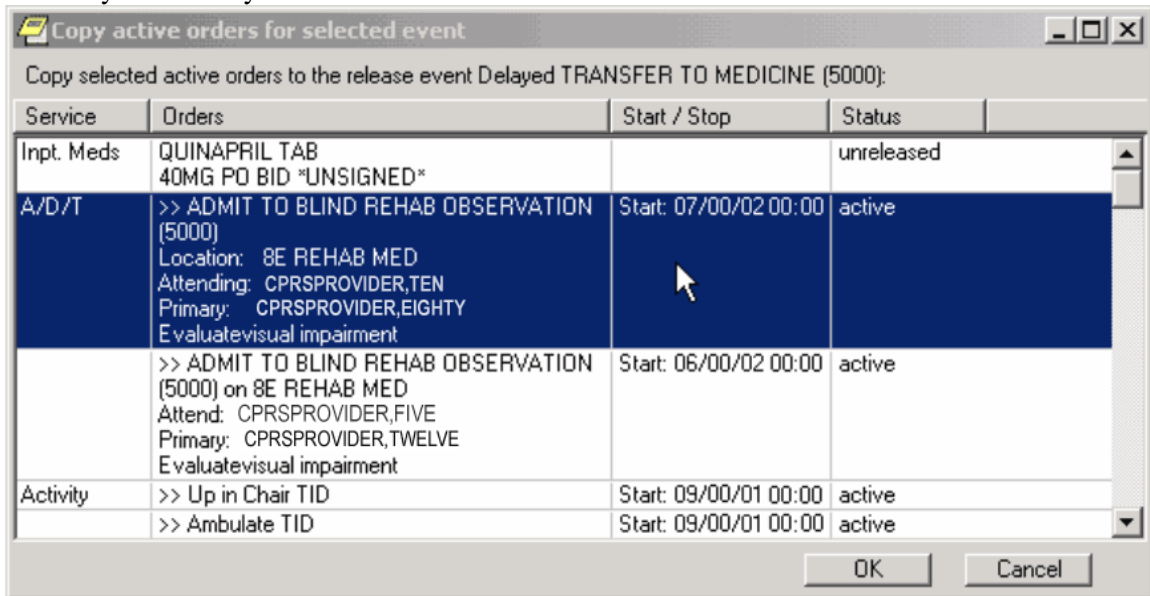 Copy active orders for selected event
Copy selected active orders to the release event Delayed TRANSFER TO MEDICINE (5000):
Service Orders Start / Stop Status
Inpt. Meds QUINAPRIL TAB unreleased
40MG PO BID *UNSIGNED*
A/D/T >> ADMIT TO BLIND REHAB OBSERVATION Start: 07/00/02 00:00 active
(5000)
Location: 8E REHAB MED
Attending: CPRSPROVIDER,TEN
Primary: CPRSPROVIDER,EIGHTY
Evaluatevisual impairment
>> ADMIT TO BLIND REHAB OBSERVATION Start: 06/00/02 00:00 active
(5000) on 8E REHAB MED
Attend: CPRSPROVIDER,FIVE
Primary: CPRSPROVIDER,TWELVE
Evaluatevisual impairment
Activity >> Up in Chair TID Start: 09/00/01 00:00 active
>> Ambulate TID Start: 09/00/01 00:00 active
OK Cancel